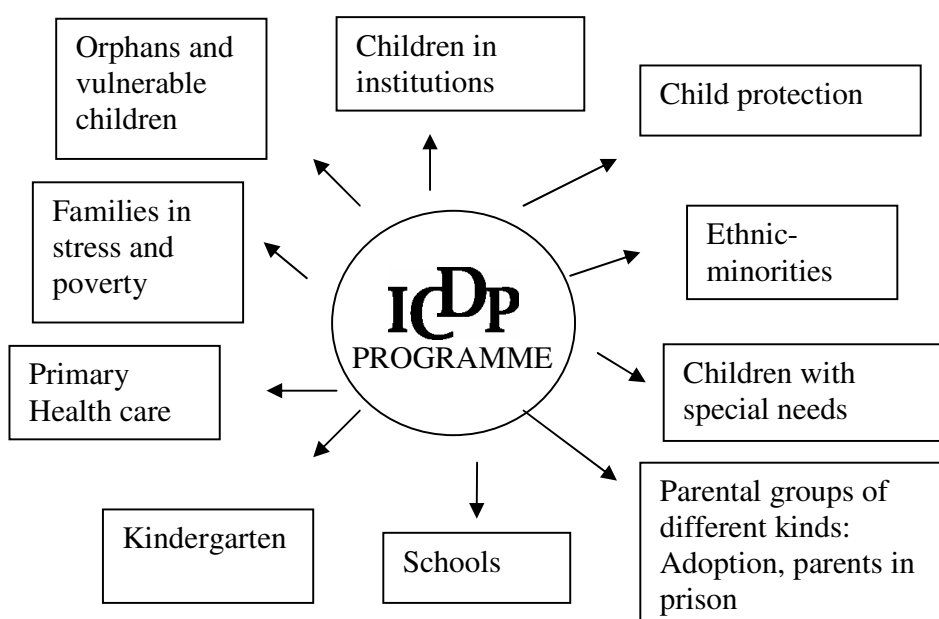 Orphans and
vulnerable
children
Children in
institutions
Child protection
Families in
stress and
poverty
Ethnic-
minorities
ICDP
PROGRAMME
Primary
Health care
Children with
special needs
Kindergarten
Schools
Parental groups of
different kinds:
Adoption, parents in
prison